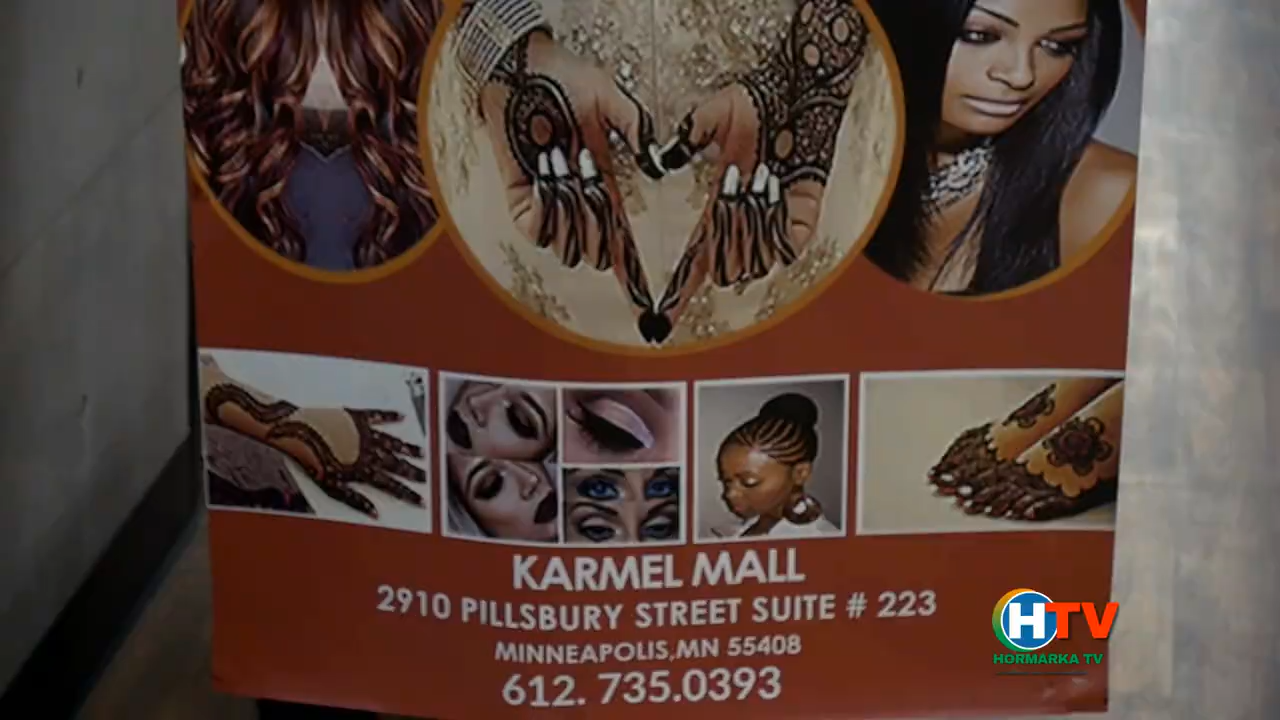 KARMEL MALL
2910 PILLSBURY STREET SUITE # 223
MINNEAPOLIS,MN 55408
612. 735.0393
HTV
HORMARKA TV